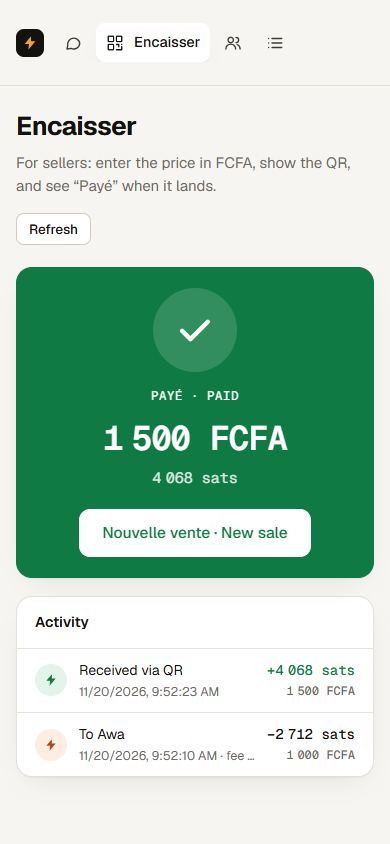 Encaisser
Encaisser
For sellers: enter the price in FCFA, show the QR,
and see “Payé” when it lands.
Refresh
PAYÉ · PAID
1 500 FCFA
4 068 sats
Nouvelle vente · New sale
Activity
Received via QR
+4 068 sats
11/20/2026, 9:52:23 AM
1 500 FCFA
To Awa
−2 712 sats
11/20/2026, 9:52:10 AM · fee …
1 000 FCFA